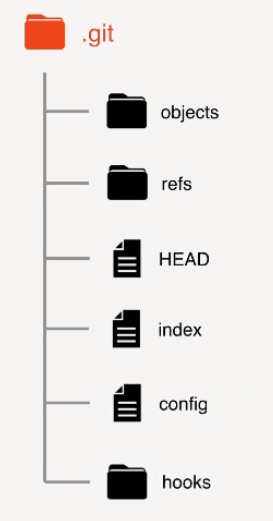 .git
objects
refs
HEAD
index
config
hooks